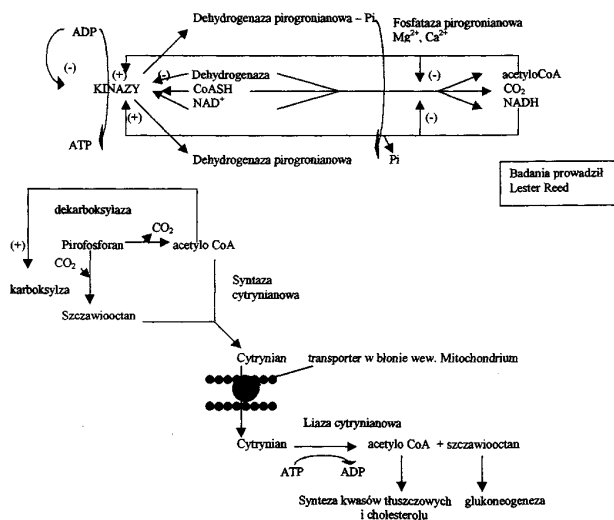 ADP
Dehydrogenaza pirogronianowa – Pi
Fosfataza pirogronianowa
Mg2+, Ca2+
(-)
(+)
(-)
(-)
KINAZY
Dehydrogenaza
CoASH
NAD+
acetyloCoA
CO2
NADH
(+)
(-)
ATP
Dehydrogenaza pirogronianowa
Pi
Badania prowadził
Lester Reed
dekarboksylaza
CO2
(+)
Pirofosforan
acetylo CoA
CO2
karboksylza
Syntaza
cytrynianowa
Szczawiooctan
Cytrynian
transporter w błonie wew. Mitochondrium
Liaza cytrynianowa
Cytrynian
acetylo CoA + szczawiooctan
ATP
ADP
Synteza kwasów tłuszczowych
i cholesterolu
glukoneogeneza